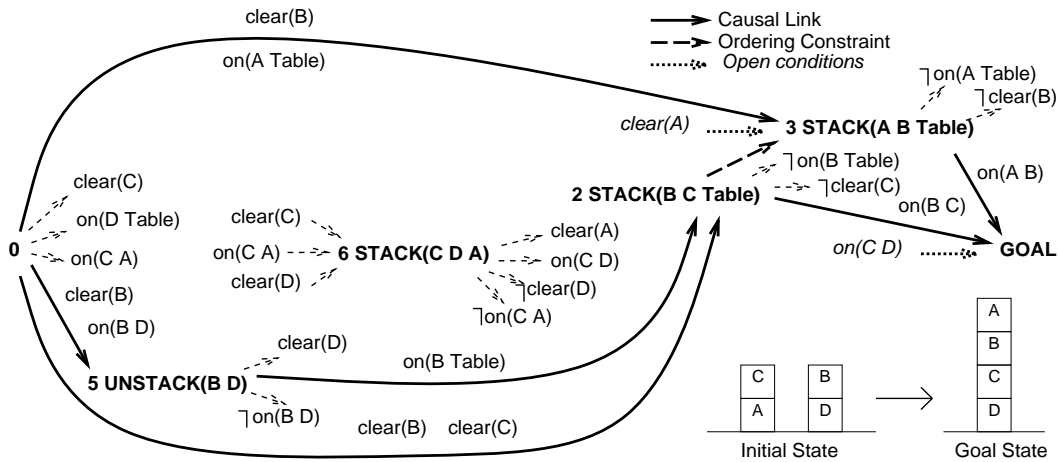 clear(B)
on(A Table)
Causal Link
Ordering Constraint
Open conditions
clear(A)
3 STACK(A B Table)
¬on(A Table)
¬clear(B)
on(A B)
clear(C)
on(D Table)
0
on(C A)
clear(B)
on(B D)
clear(C)
on(C A)
clear(D)
6 STACK(C D A)
clear(A)
on(C D)
¬clear(D)
¬on(C A)
2 STACK(B C Table)
¬on(B Table)
¬clear(C)
on(B C)
on(C D)
GOAL
5 UNSTACK(B D)
clear(D)
¬on(B D)
on(B Table)
clear(B) clear(C)
C B
A D
Initial State
A
B
C
D
Goal State